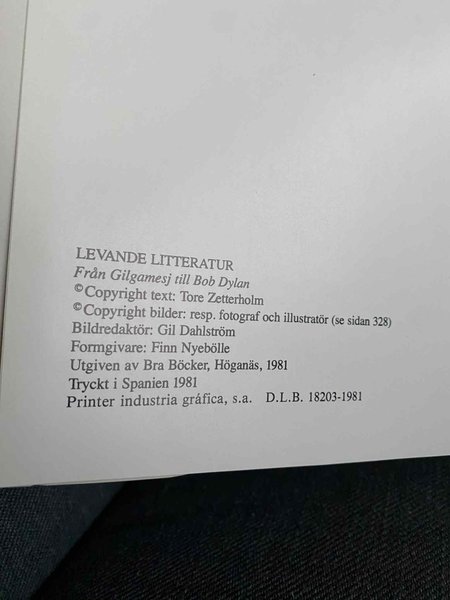 LEVANDE LITTERATUR
Från Gilgamesj till Bob Dylan
©Copyright text: Tore Zetterholm
©Copyright bilder: resp. fotograf och illustratör (se sidan 328)
Bildredaktör: Gil Dahlström
Formgivare: Finn Nyebölle
Utgiven av Bra Böcker, Höganäs, 1981
Tryckt i Spanien 1981
Printer industria gráfica, s.a. D.L.B. 18203-1981